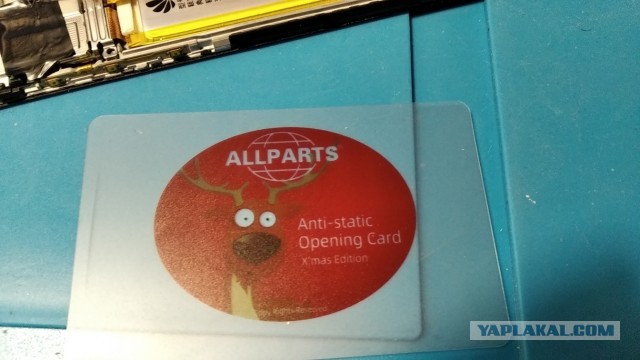 ALLPARTS
Anti-static
Opening Card
X'mas Edition
YAPLAKAL.COM